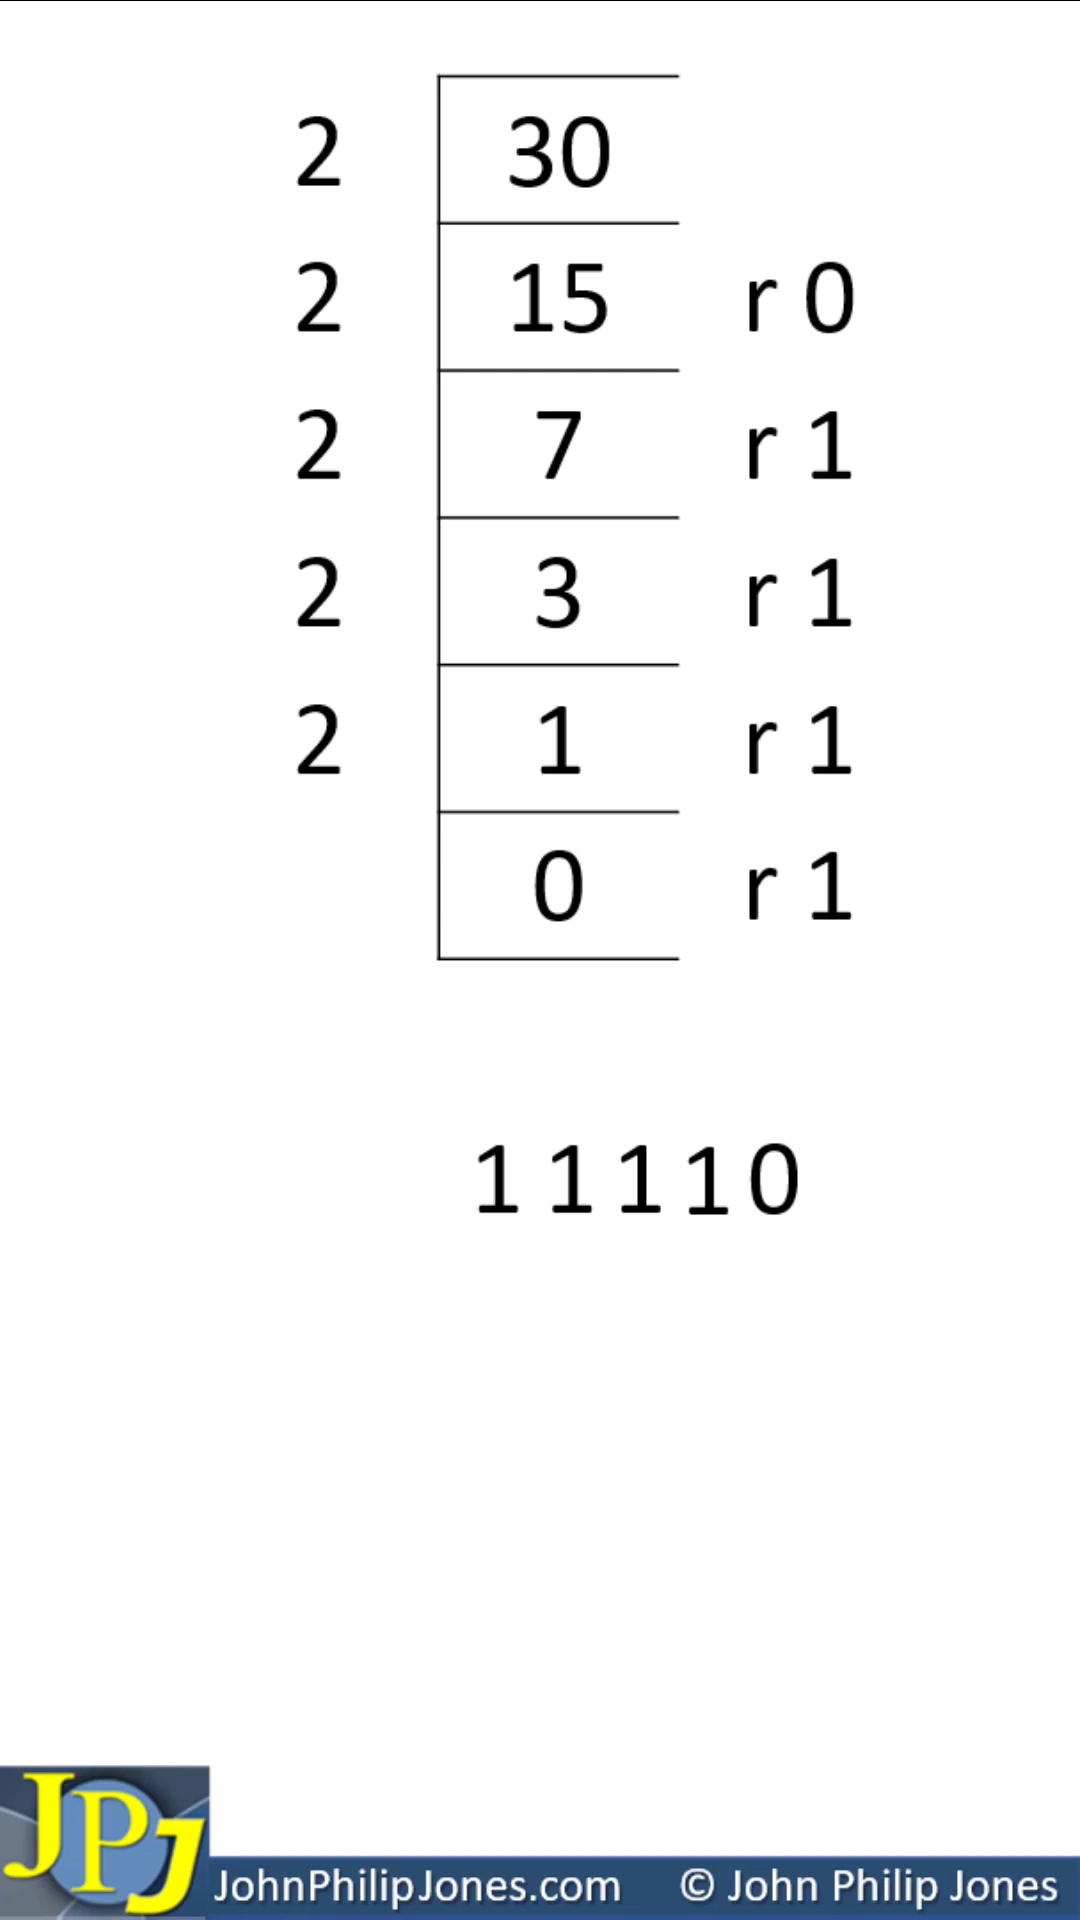 2 30
2 15 r 0
2 7 r 1
2 3 r 1
2 1 r 1
0 r 1
1 1 1 1 0
JPJ
JohnPhilipJones.com © John Philip Jones